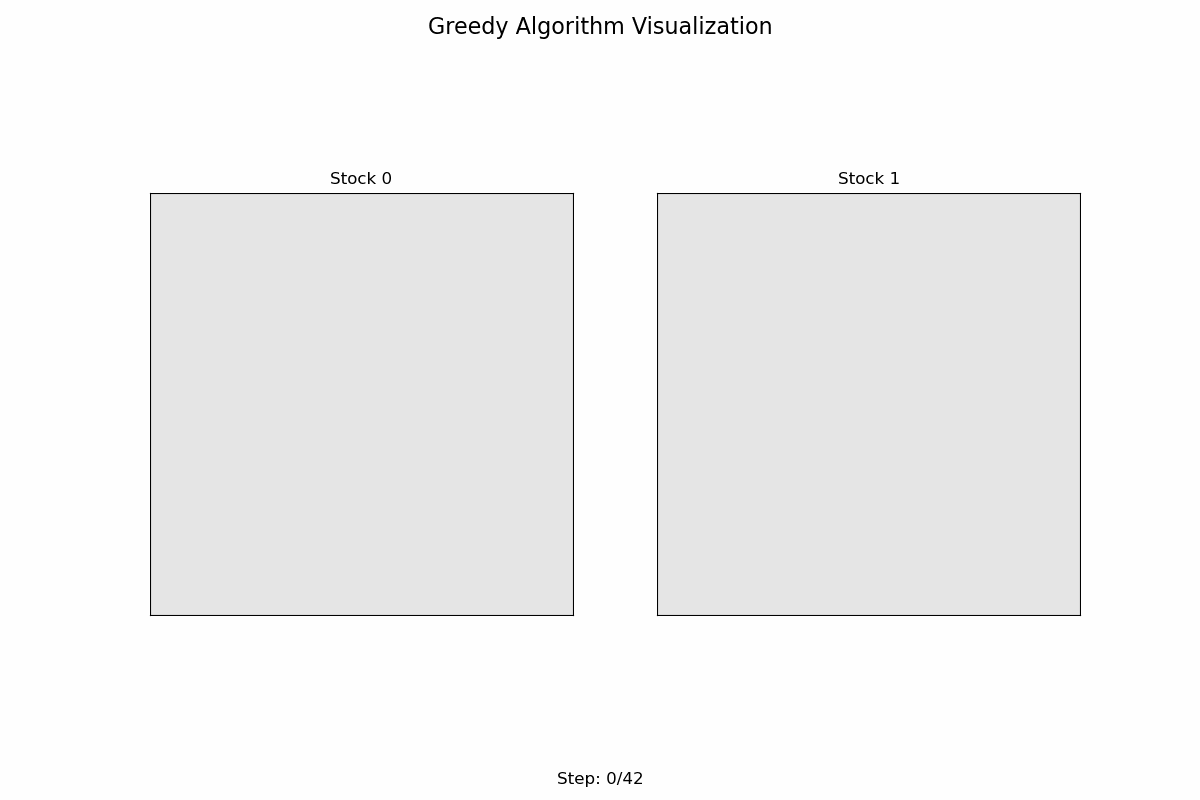 Greedy Algorithm Visualization
Stock 0
Stock 1
Step: 0/42